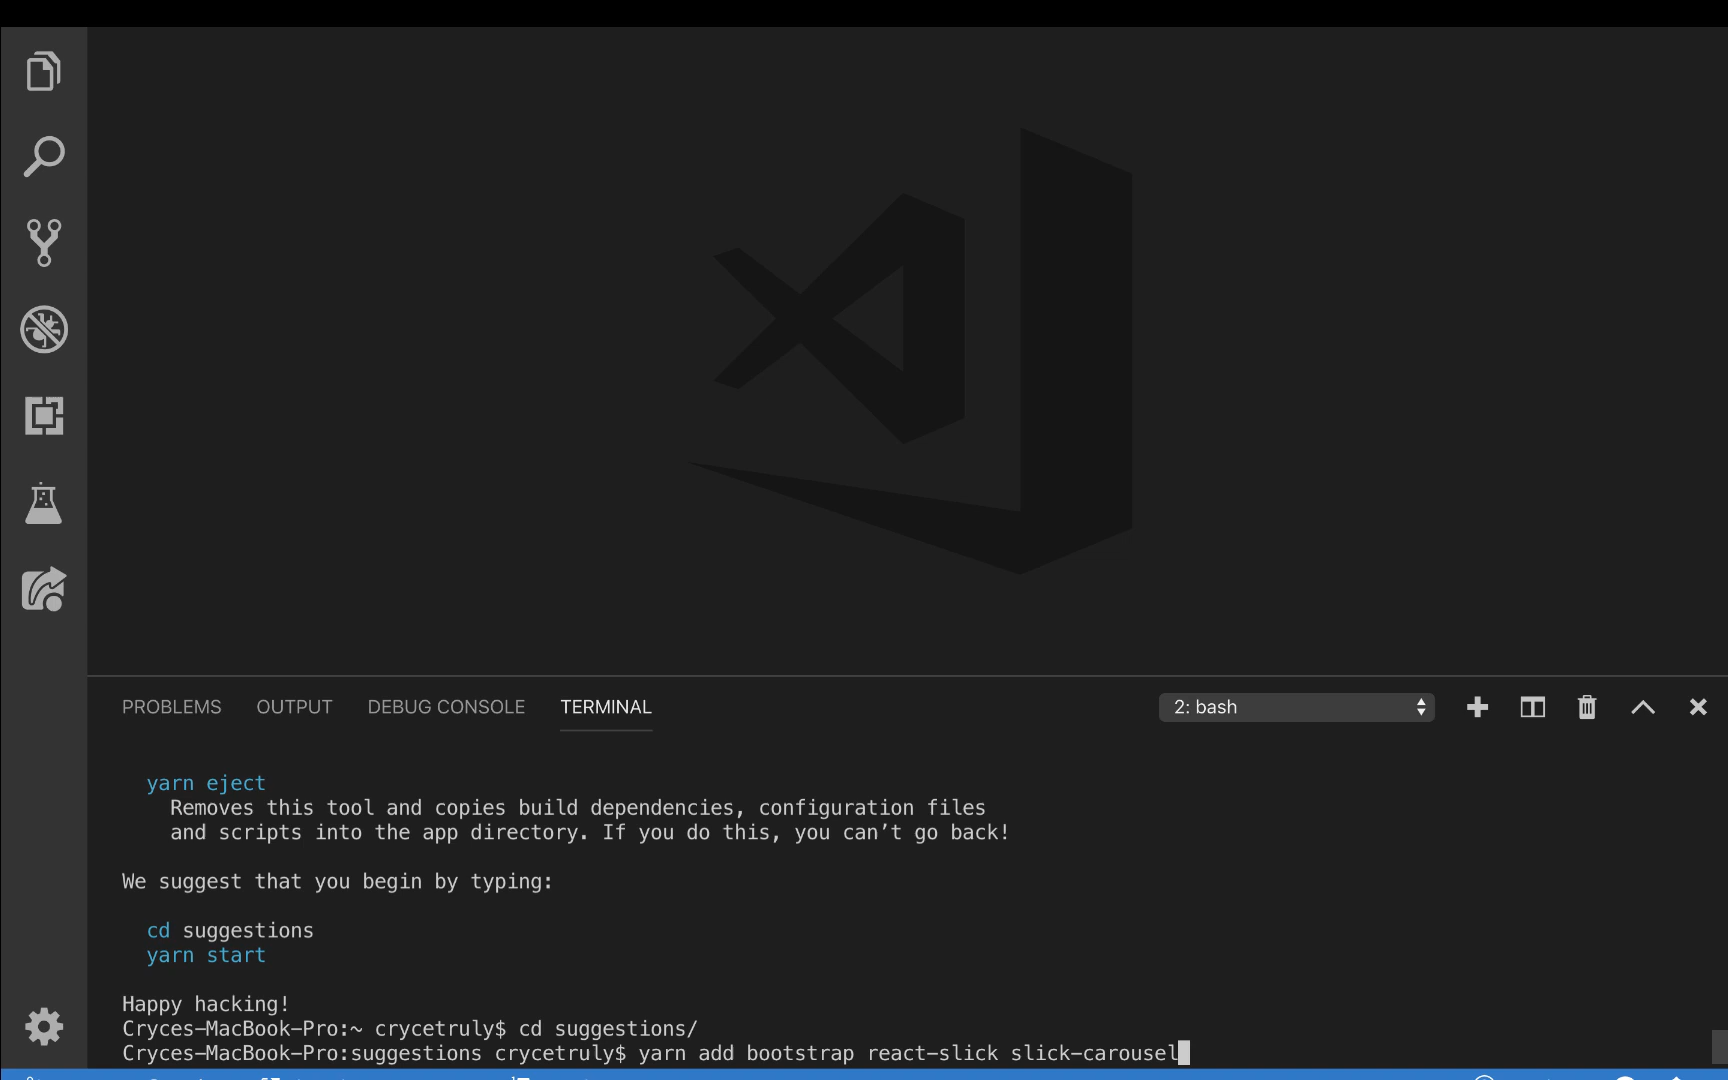 PROBLEMS OUTPUT DEBUG CONSOLE TERMINAL 2: bash
yarn eject
Removes this tool and copies build dependencies, configuration files
and scripts into the app directory. If you do this, you can’t go back!
We suggest that you begin by typing:
cd suggestions
yarn start
Happy hacking!
Cryces-MacBook-Pro:~ crycetruly$ cd suggestions/
Cryces-MacBook-Pro:suggestions crycetruly$ yarn add bootstrap react-slick slick-carousel